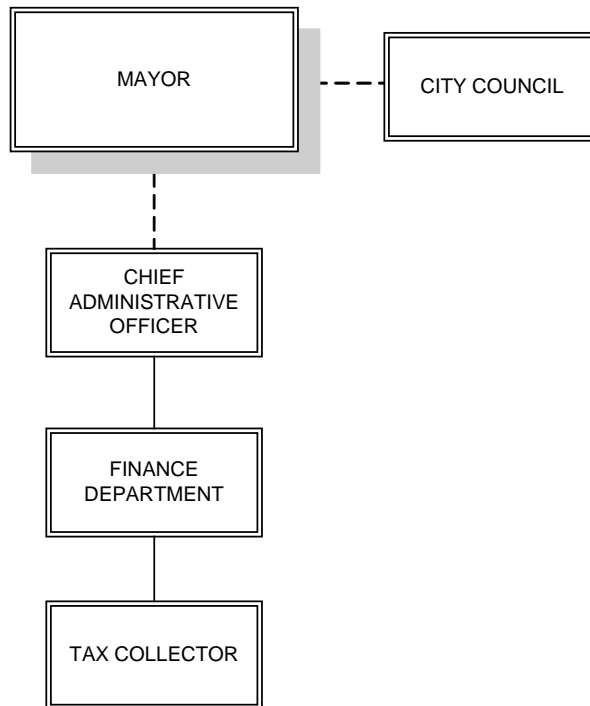 MAYOR
CITY COUNCIL
CHIEF
ADMINISTRATIVE
OFFICER
FINANCE
DEPARTMENT
TAX COLLECTOR